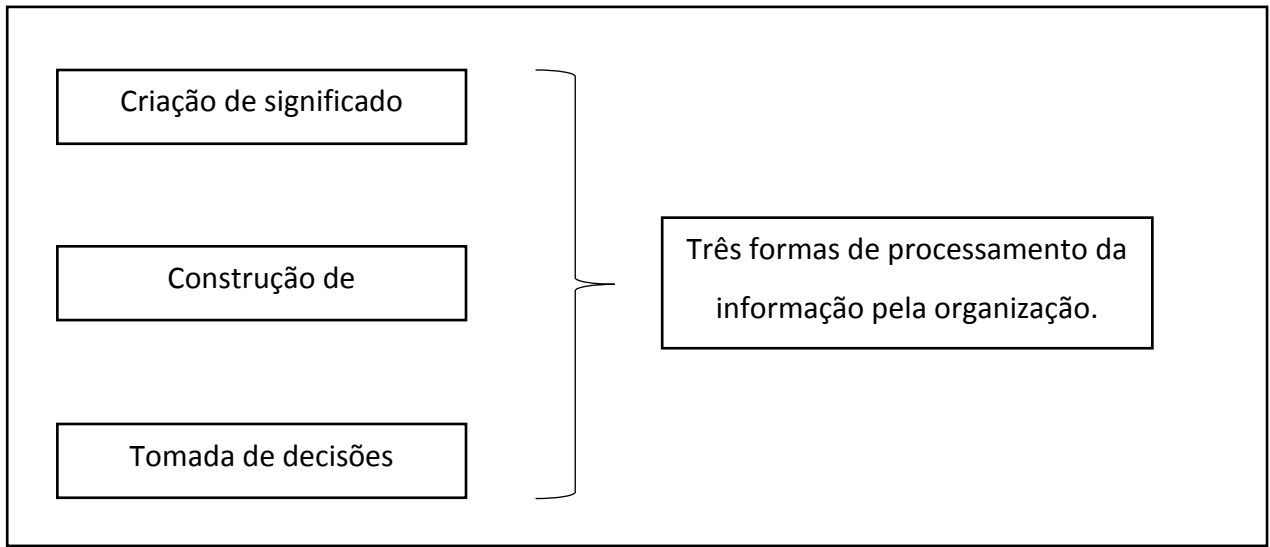 Criação de significado
Construção de
Tomada de decisões
Três formas de processamento da
informação pela organização.